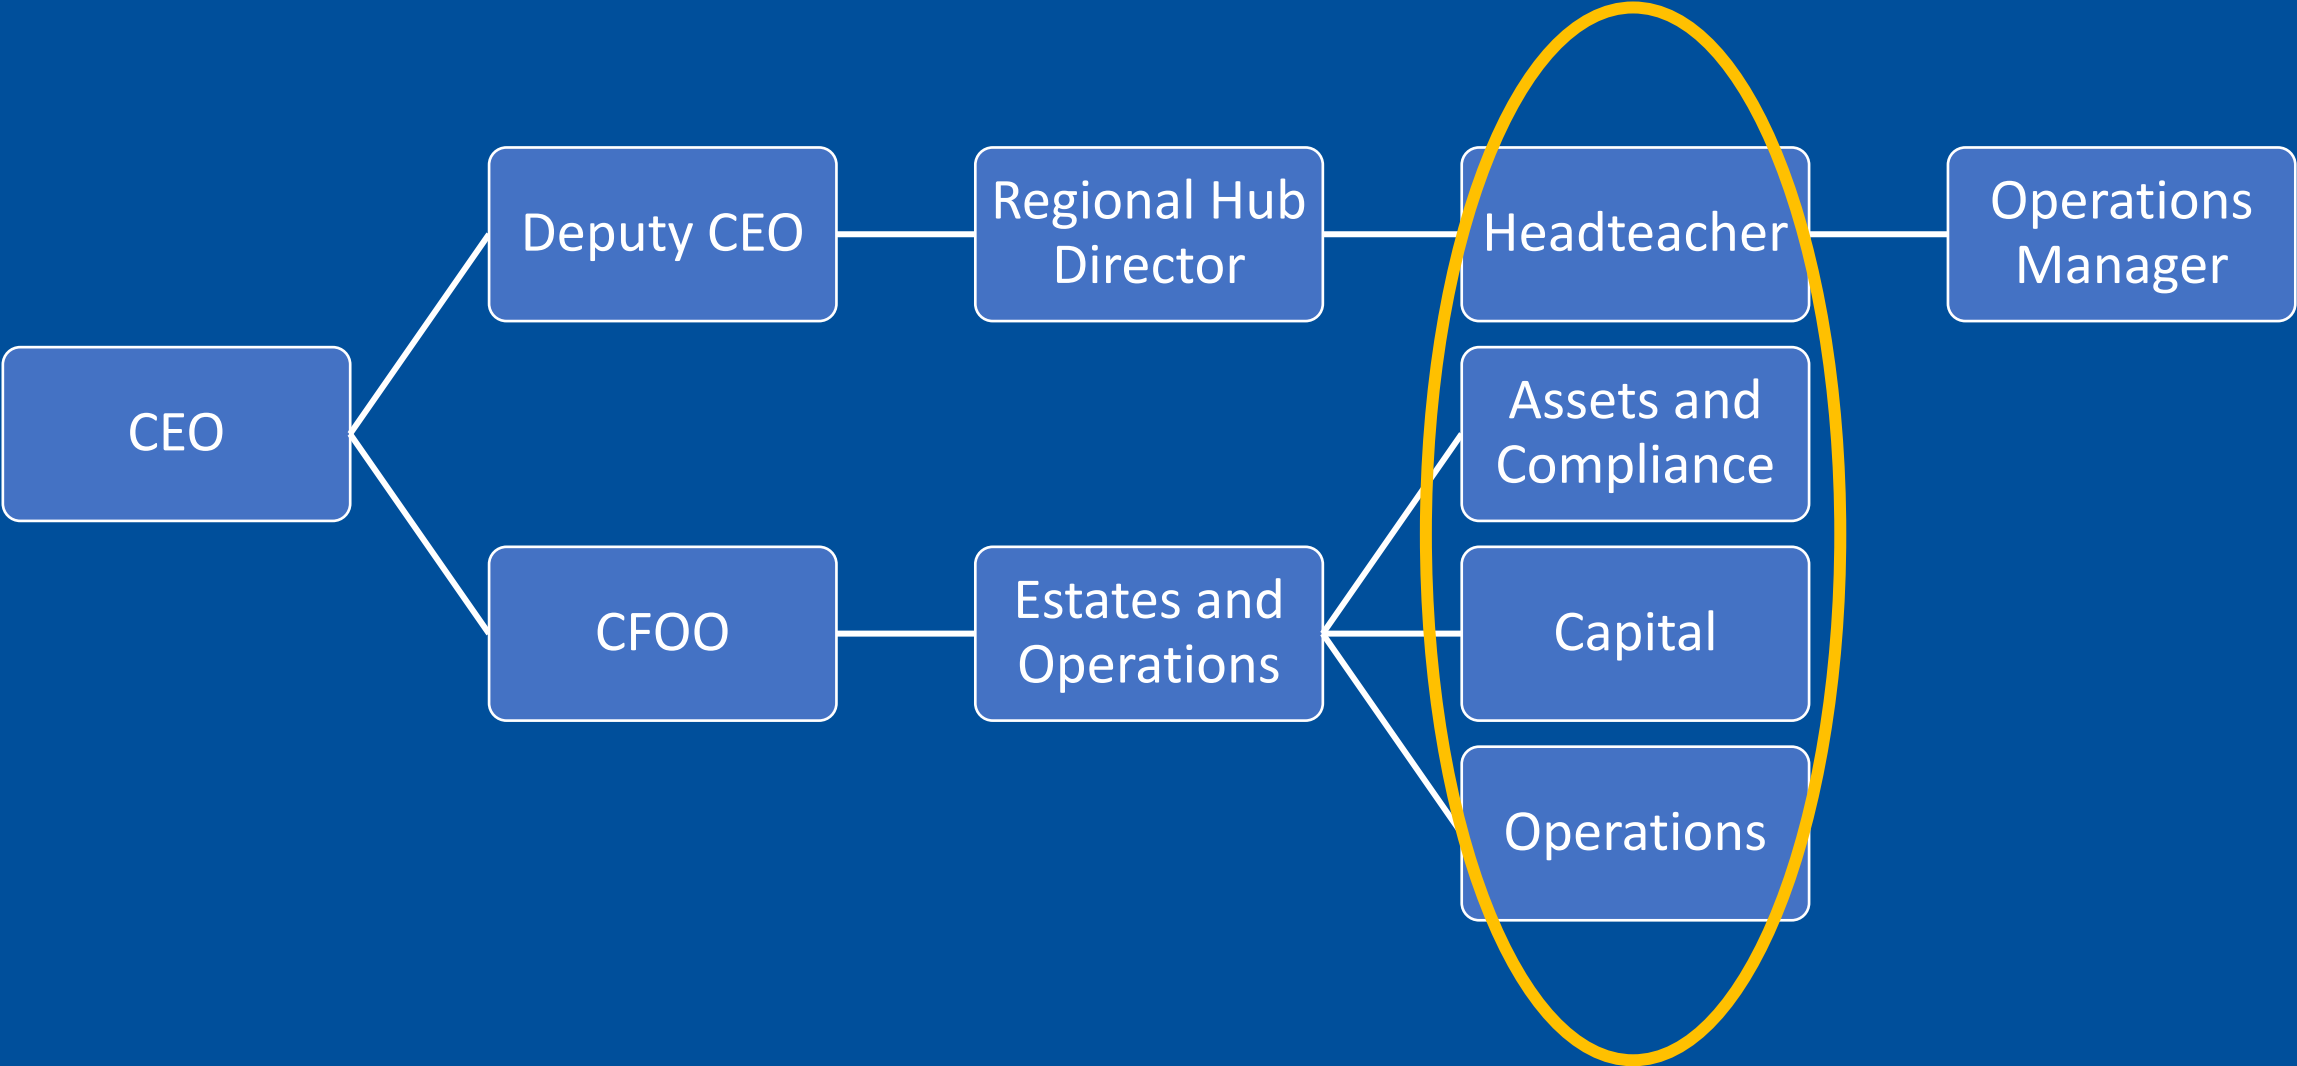 Deputy CEO
Regional Hub
Director
Headteacher
Operations
Manager
CEO
Assets and
Compliance
CFOO
Estates and
Operations
Capital
Operations